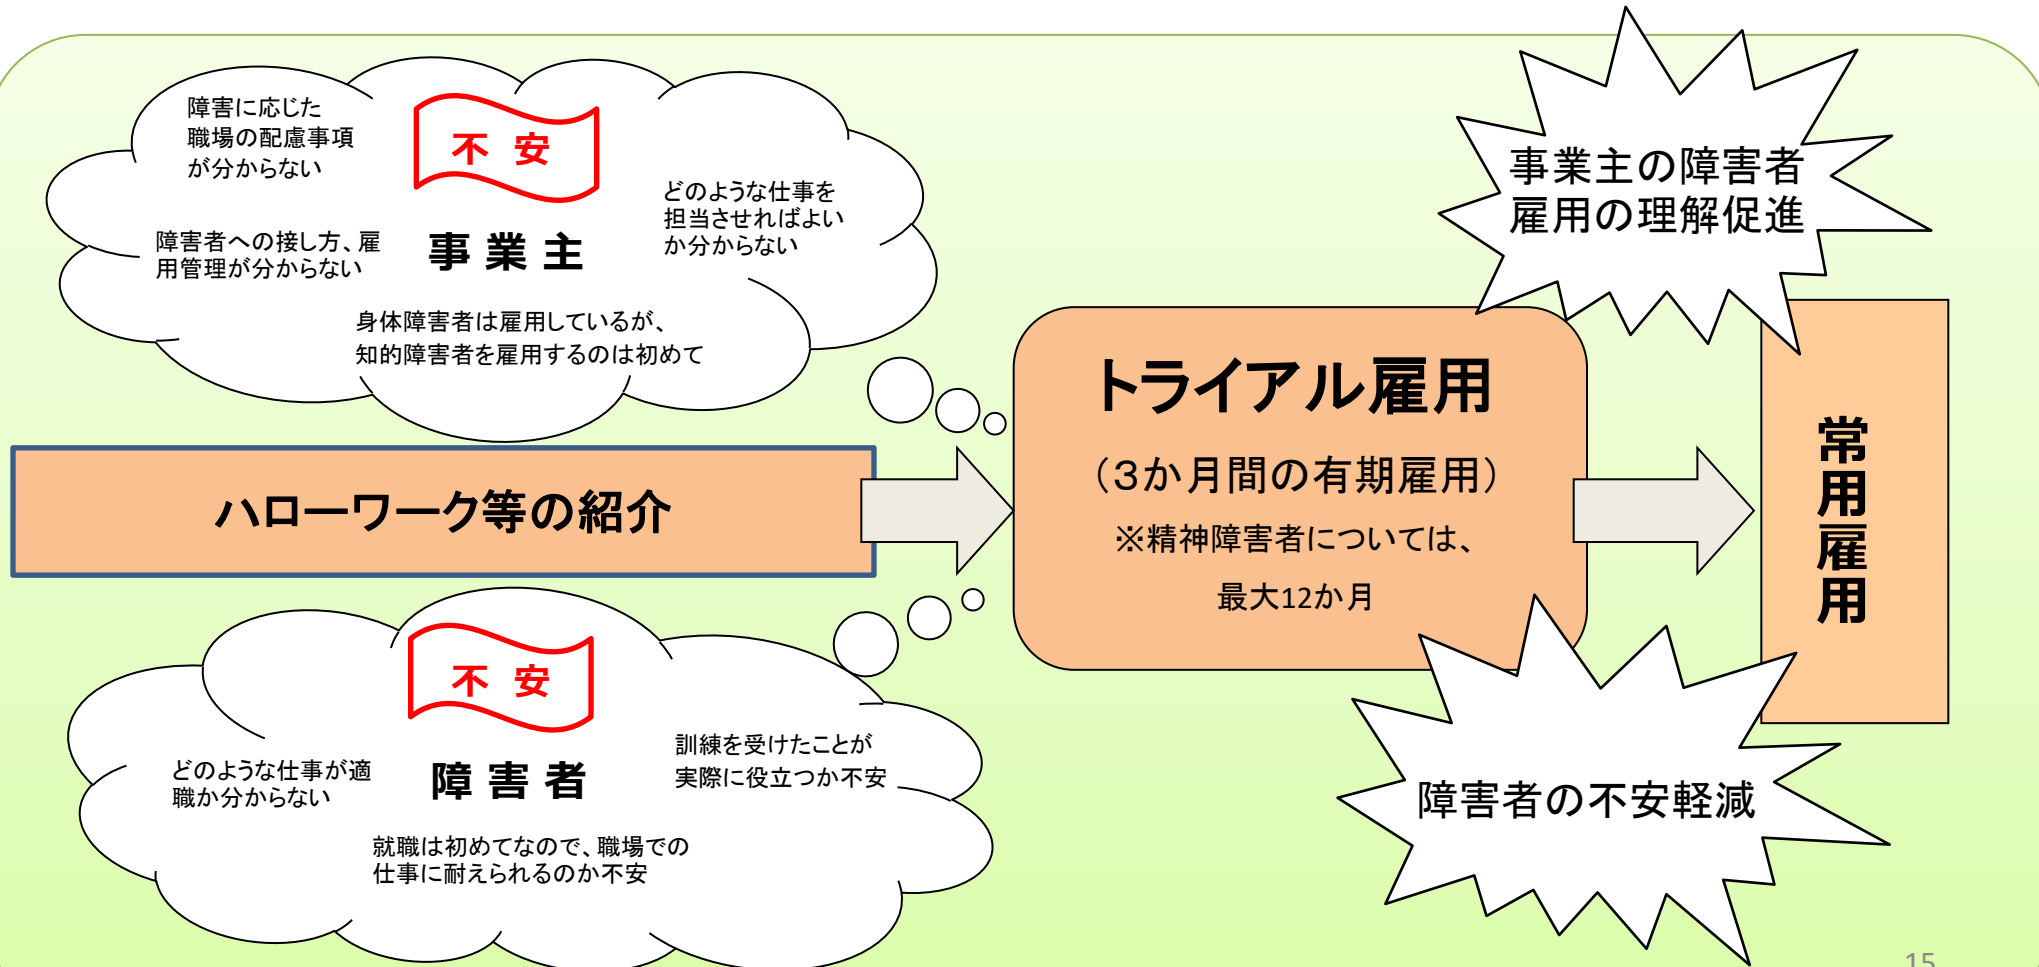 障害に応じた
職場の配慮事項
が分からない
不 安
どのような仕事を
担当させればよい
か分からない
障害者への接し方、雇
用管理が分からない
事 業 主
身体障害者は雇用しているが、
知的障害者を雇用するのは初めて
ハローワーク等の紹介
トライアル雇用
（３か月間の有期雇用）
※精神障害者については、
最大12か月
事業主の障害者
雇用の理解促進
常用雇用
不 安
訓練を受けたことが
実際に役立つか不安
どのような仕事が適
職か分からない
障 害 者
就職は初めてなので、職場での
仕事に耐えられるのか不安
障害者の不安軽減
15